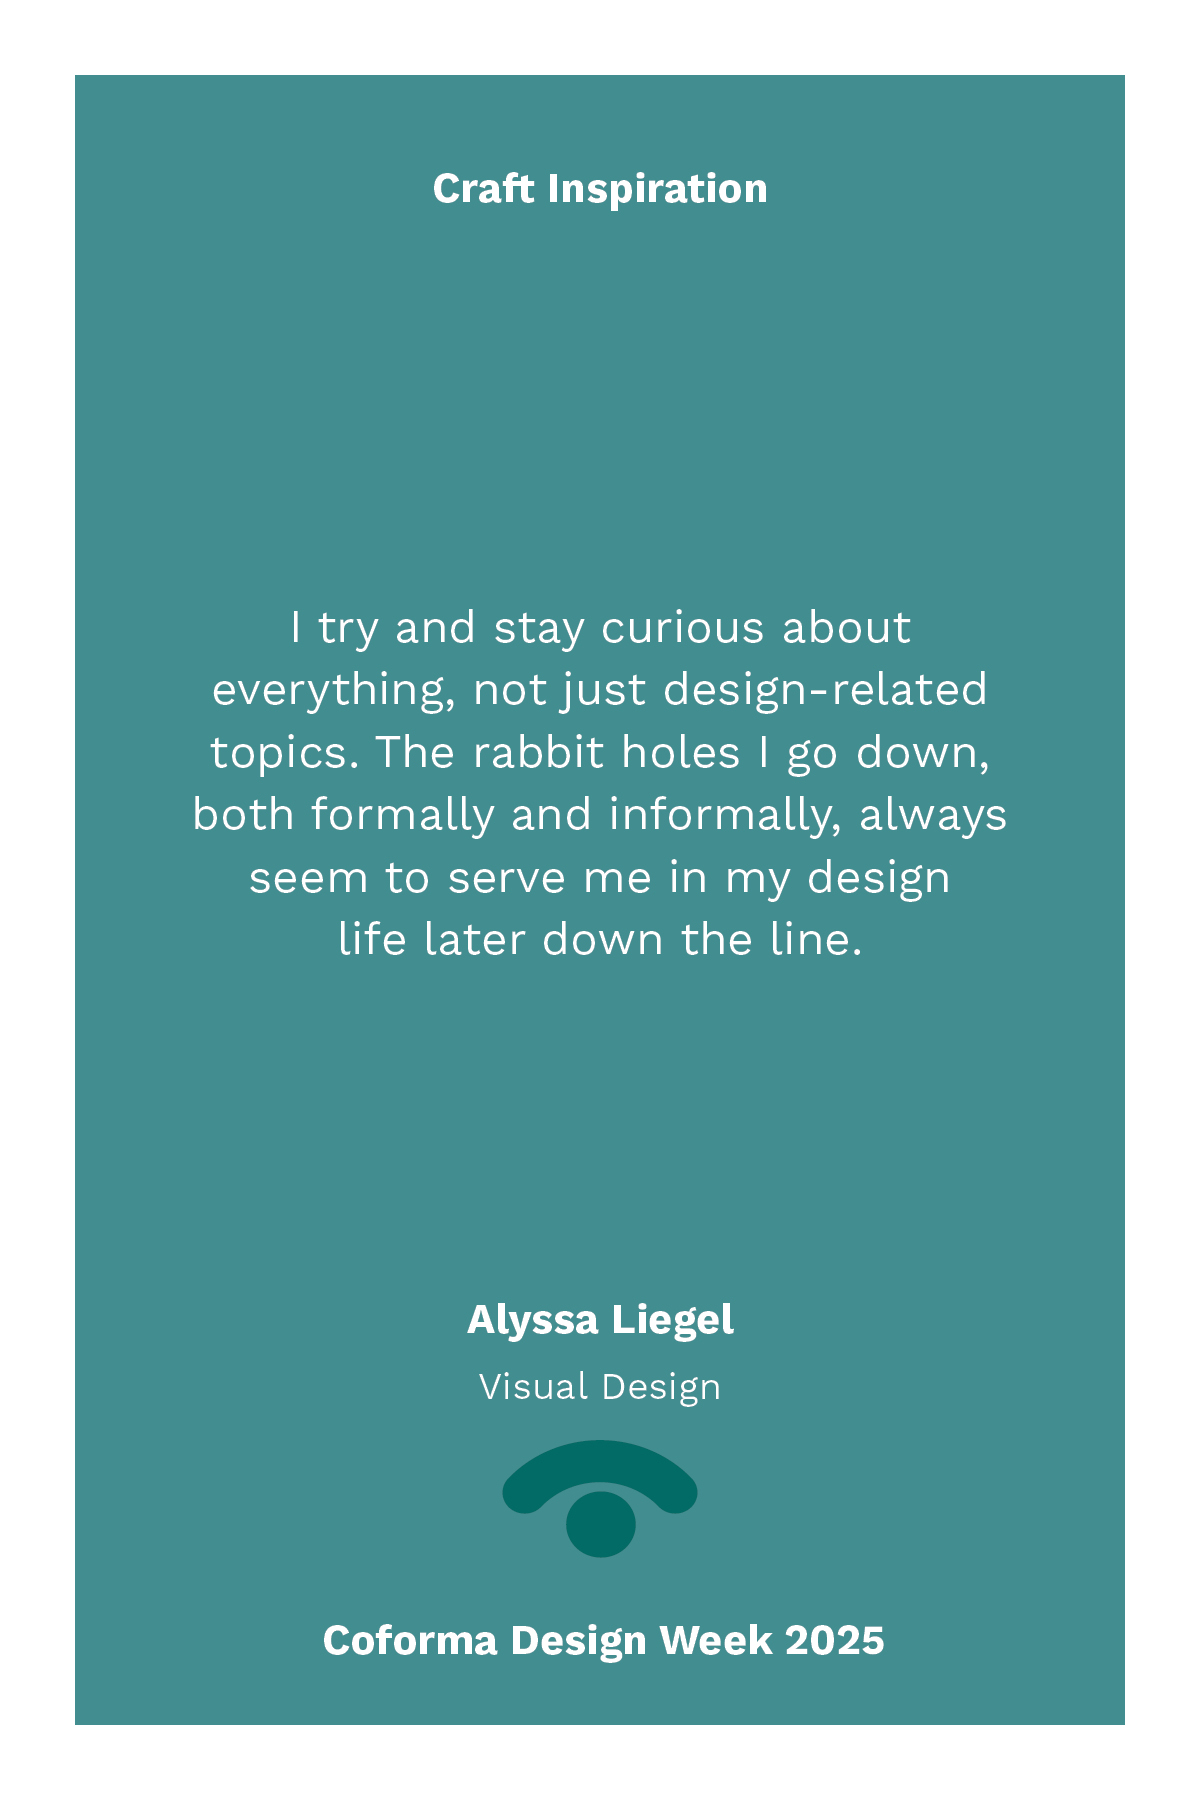 Craft Inspiration
I try and stay curious about
everything, not just design-related
topics. The rabbit holes I go down,
both formally and informally, always
seem to serve me in my design
life later down the line.
Alyssa Liegel
Visual Design
Coforma Design Week 2025